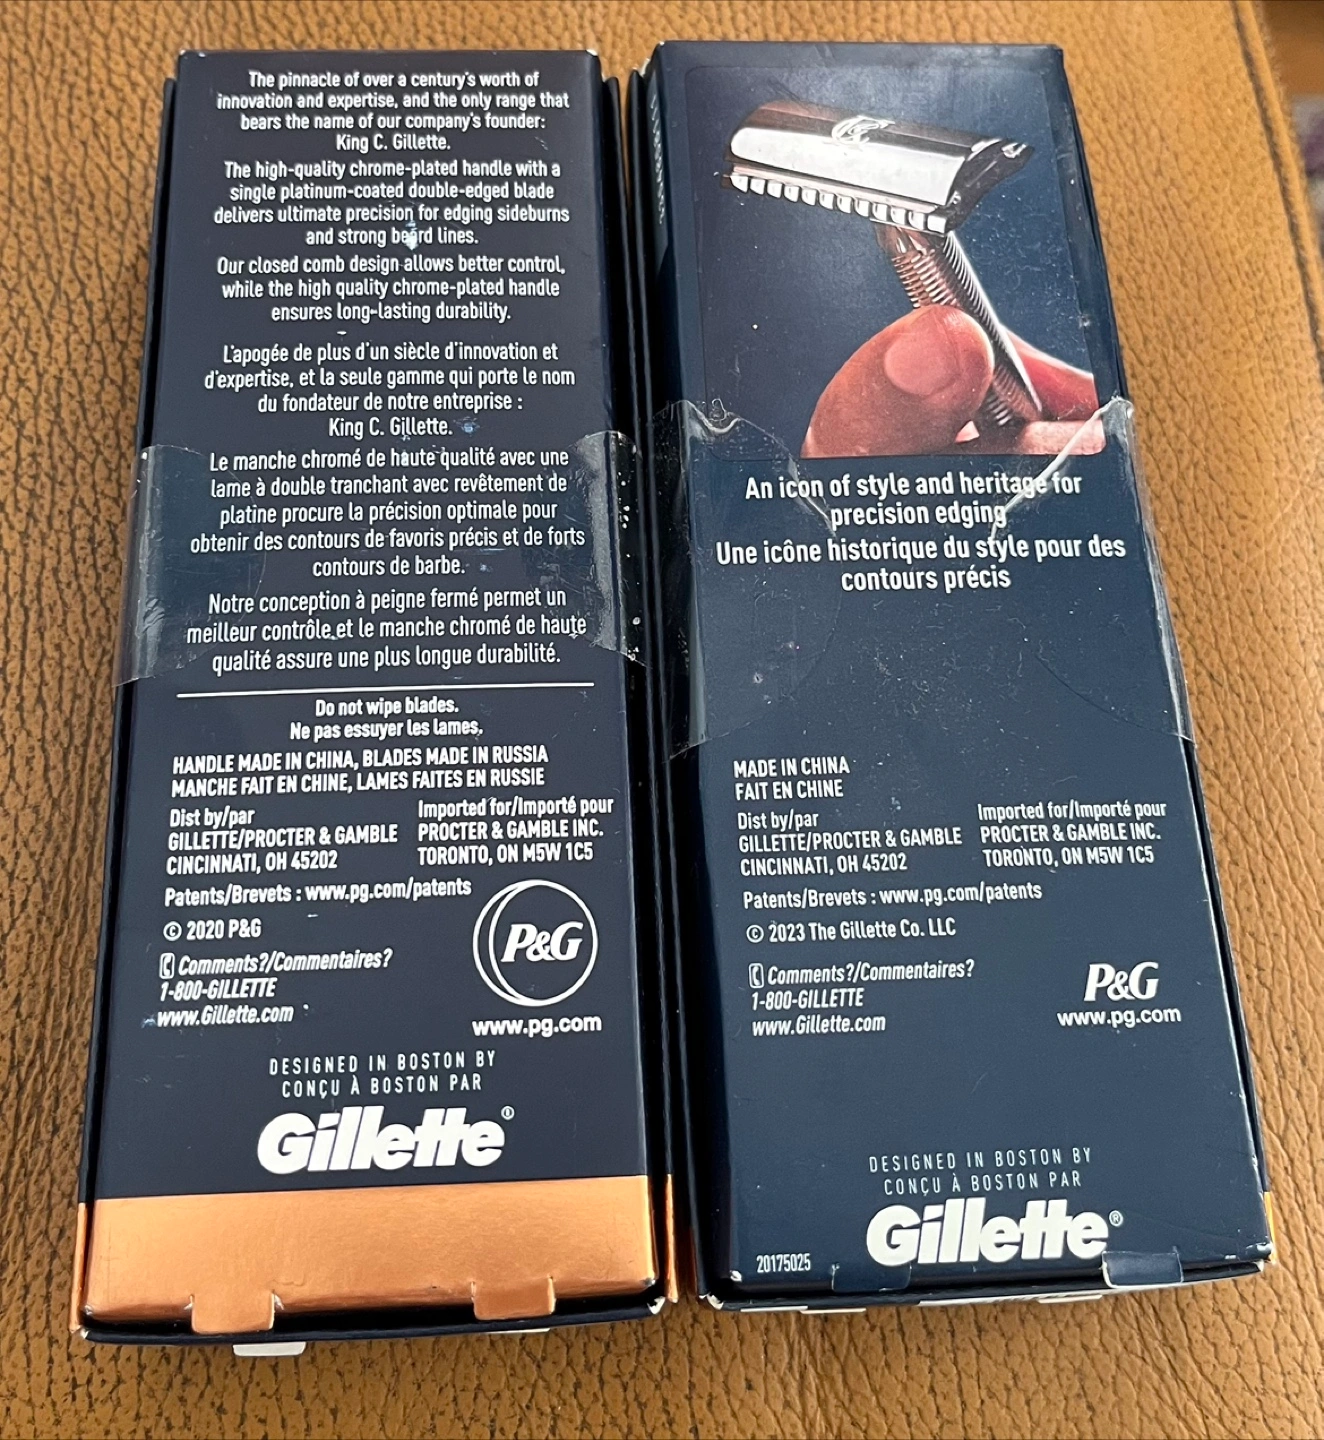 The pinnacle of over a century's worth of
innovation and expertise, and the only range that
bears the name of our company's founder:
King C. Gillette.
The high-quality chrome-plated handle with a
single platinum-coated double-edged blade
delivers ultimate precision for edging sideburns
and strong beard lines.
Our closed comb design allows better control,
while the high quality chrome-plated handle
ensures long-lasting durability.
L'apogée de plus d'un siècle d'innovation et
d'expertise, et la seule gamme qui porte le nom
du fondateur de notre entreprise :
King C. Gillette.
Le manche chromé de haute qualité avec une
lame à double tranchant avec revêtement de
platine procure la précision optimale pour
obtenir des contours de favoris précis et de forts
contours de barbe.
Notre conception à peigne fermé permet un
meilleur contrôle et le manche chromé de haute
qualité assure une plus longue durabilité.
Do not wipe blades.
Ne pas essuyer les lames.
HANDLE MADE IN CHINA, BLADES MADE IN RUSSIA
MANCHE FAIT EN CHINE, LAMES FAITES EN RUSSIE
Dist by/par
GILLETTE/PROCTER & GAMBLE
CINCINNATI, OH 45202
Imported for/Importé pour
PROCTER & GAMBLE INC.
TORONTO, ON M5W 1C5
Patents/Brevets : www.pg.com/patents
© 2020 P&G
Comments?/Commentaires?
1-800-GILLETTE
www.Gillette.com
P&G
www.pg.com
DESIGNED IN BOSTON BY
CONÇU À BOSTON PAR
Gillette®
An icon of style and heritage for
precision edging
Une icône historique du style pour des
contours précis
MADE IN CHINA
FAIT EN CHINE
Dist by/par
GILLETTE/PROCTER & GAMBLE
CINCINNATI, OH 45202
Imported for/Importé pour
PROCTER & GAMBLE INC.
TORONTO, ON M5W 1C5
Patents/Brevets : www.pg.com/patents
© 2023 The Gillette Co. LLC
Comments?/Commentaires?
1-800-GILLETTE
www.Gillette.com
P&G
www.pg.com
DESIGNED IN BOSTON BY
CONÇU À BOSTON PAR
Gillette®
20175025